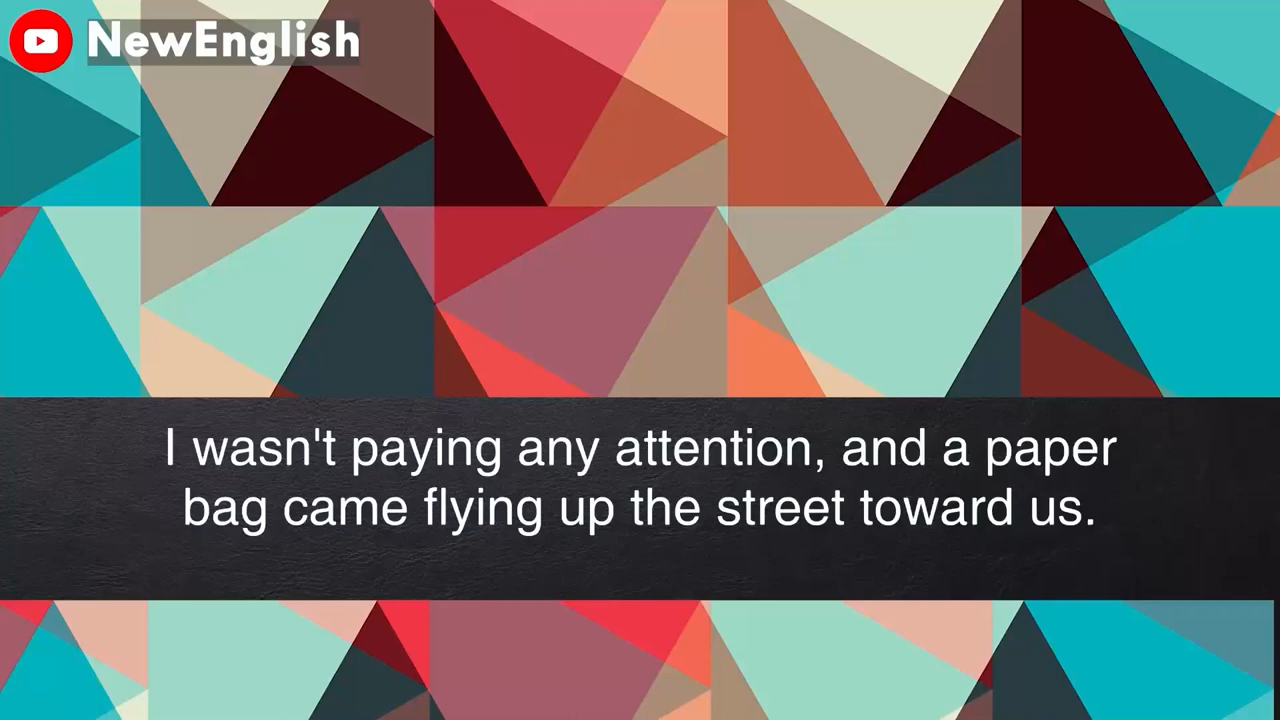 NewEnglish
I wasn't paying any attention, and a paper
bag came flying up the street toward us.